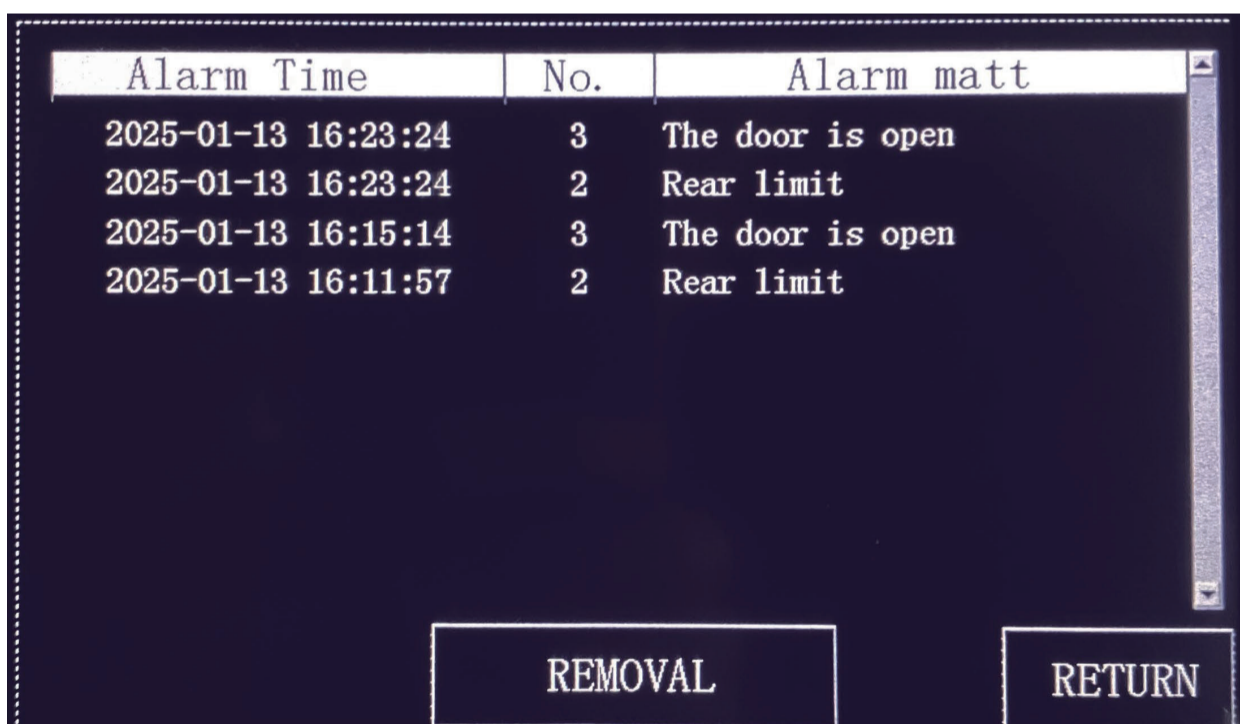 Alarm Time No. Alarm matt
2025-01-13 16:23:24 3 The door is open
2025-01-13 16:23:24 2 Rear limit
2025-01-13 16:15:14 3 The door is open
2025-01-13 16:11:57 2 Rear limit
REMOVAL RETURN